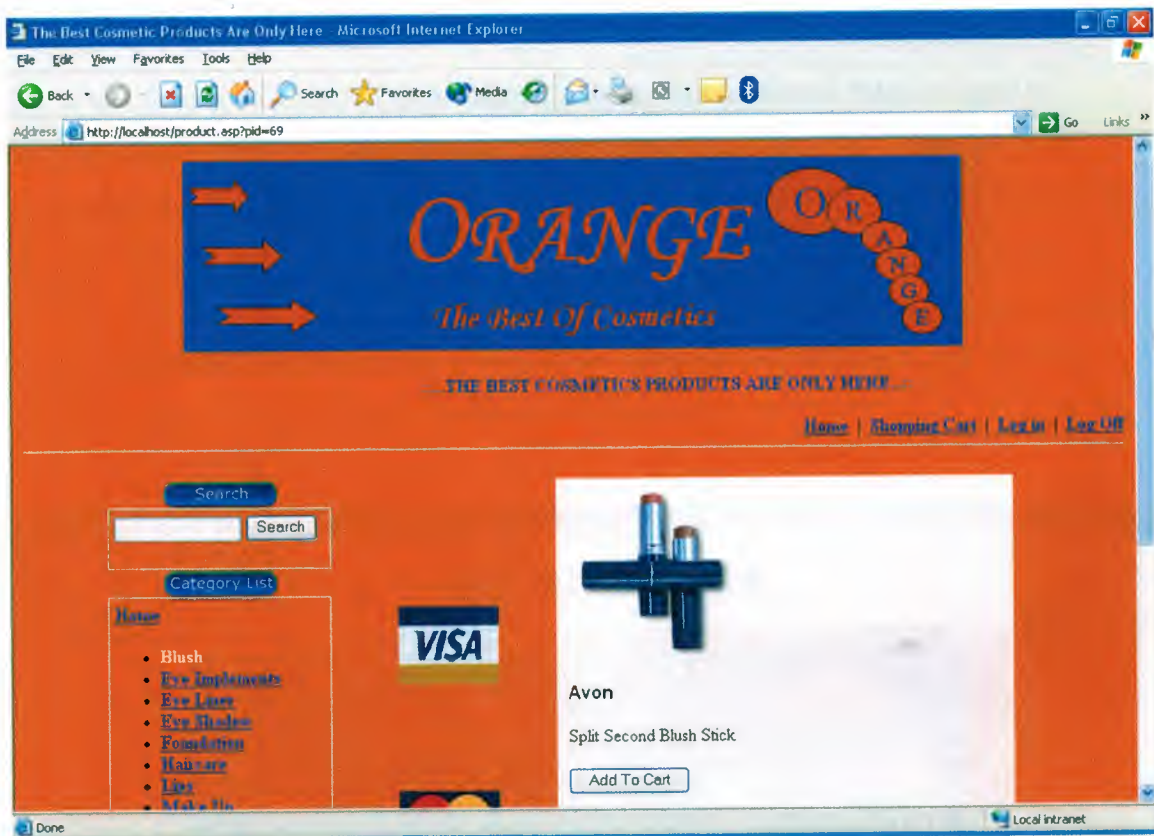 The Best Cosmetic Products Are Only Here - Microsoft Internet Explorer
File Edit View Favorites Tools Help
Back Search Favorites Media
Address http://localhost/product.asp?pid=69 Go Links »
ORANGE
ORANGE
The Best Of Cosmetics
...THE BEST COSMETIC'S PRODUCTS ARE ONLY HERE...
Home | Shopping Cart | Log in | Log Off
Search
Search
Category List
Home
• Blush
• Eye Implements
• Eye Liner
• Eye Shadow
• Foundation
• Haircare
• Lips
• Make Up
VISA
Avon
Split Second Blush Stick
Add To Cart
Done
Local intranet